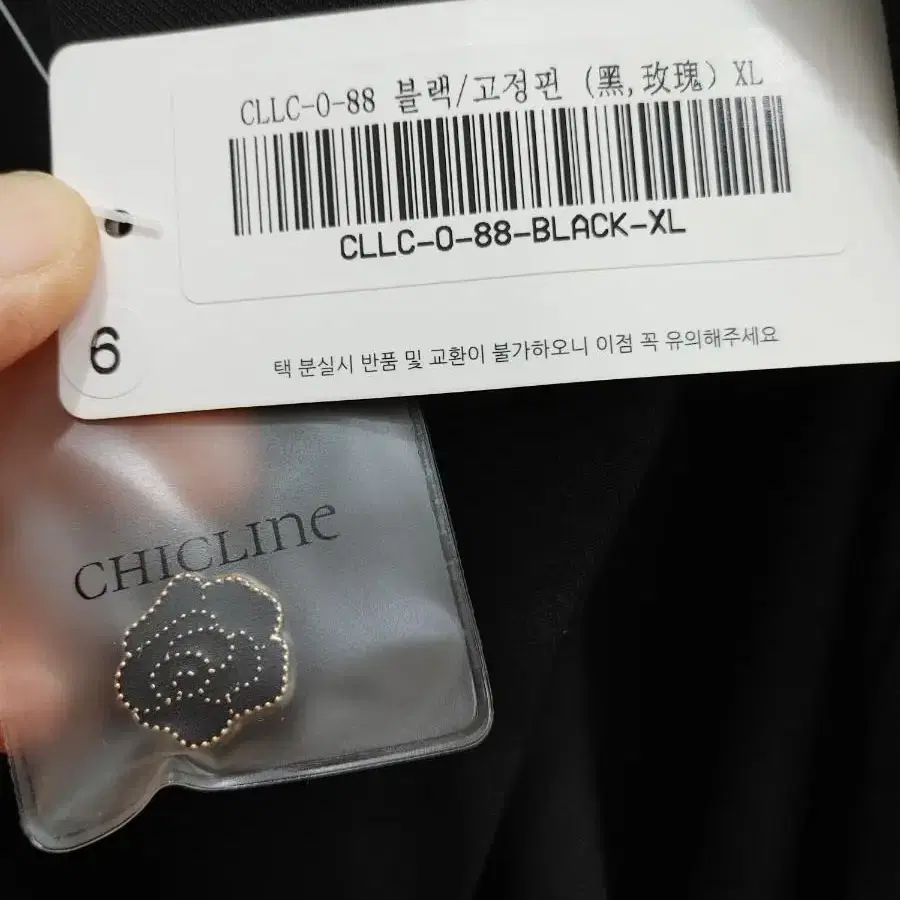 CLLC-O-88 블랙/고정핀 (黑,玫瑰) XL
CLLC-O-88-BLACK-XL
6
택 분실시 반품 및 교환이 불가하오니 이점 꼭 유의해주세요
CHICLINe